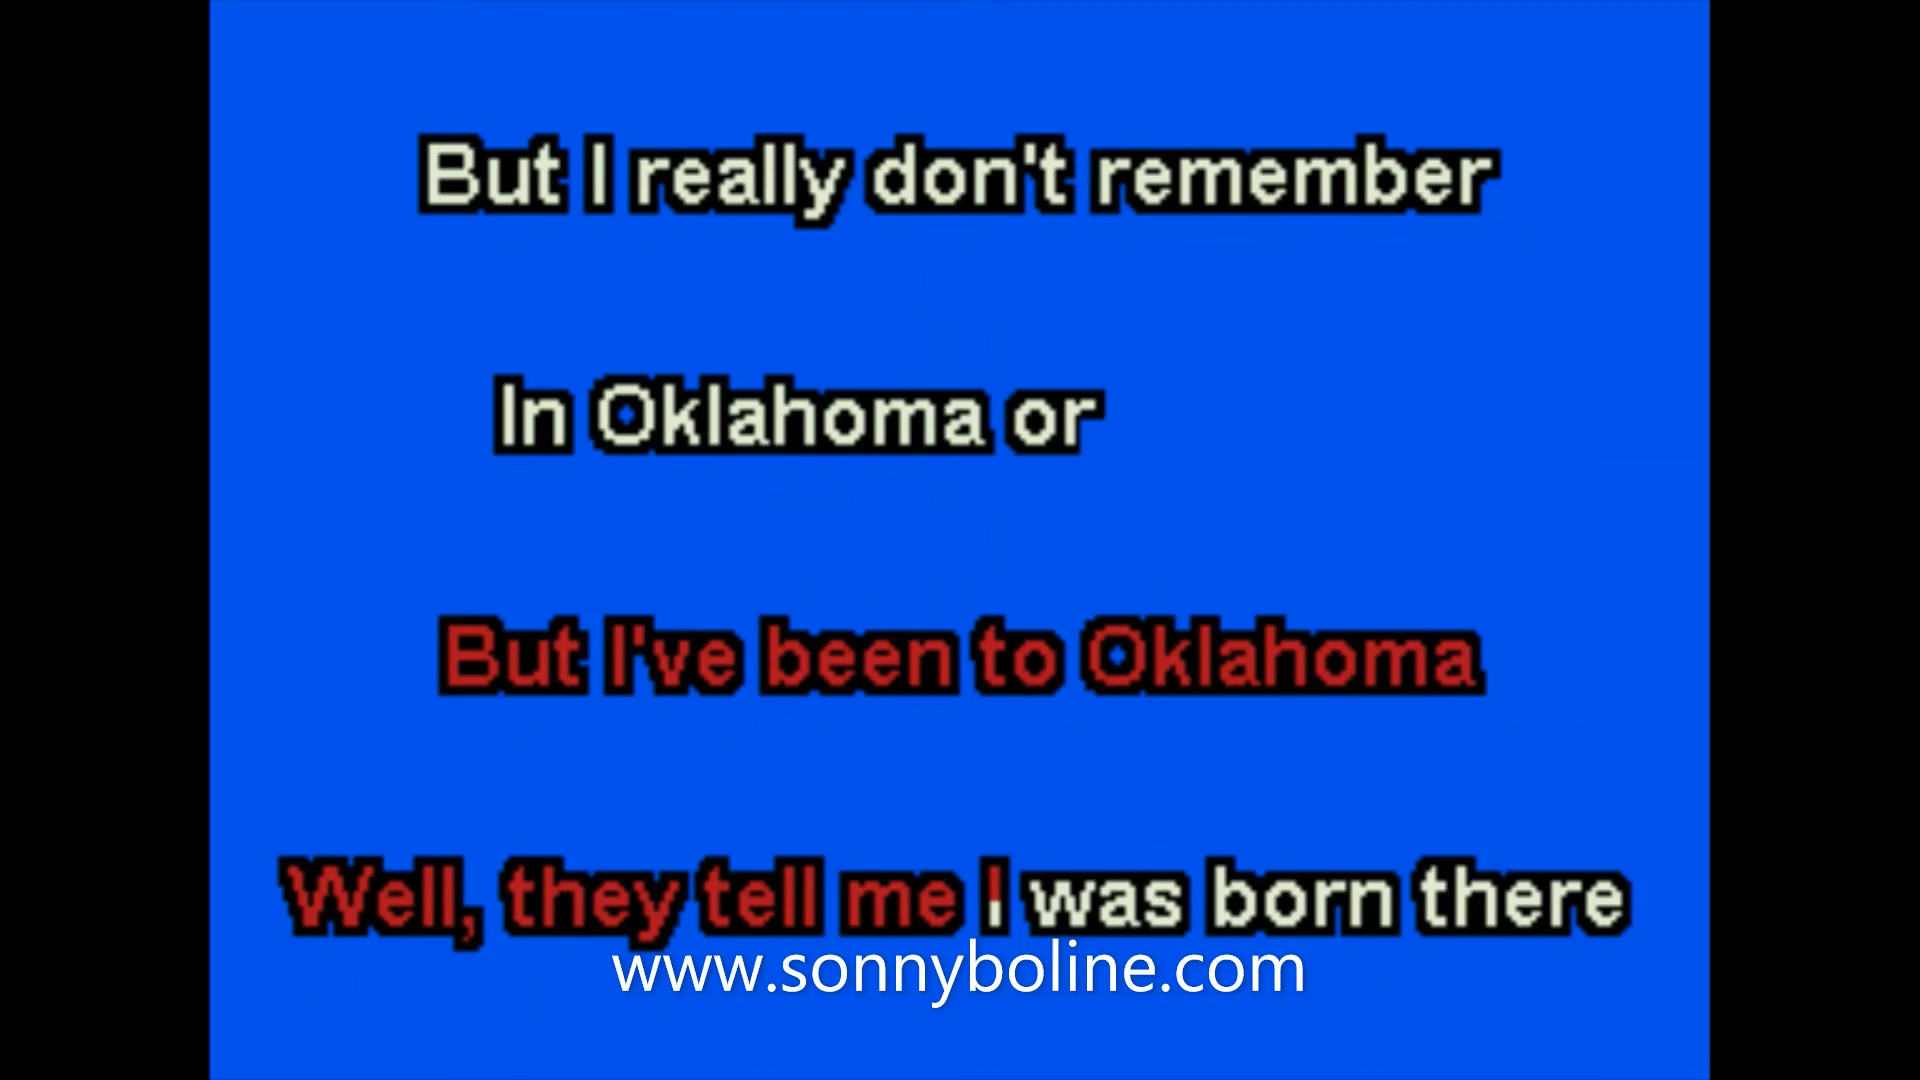 But I really don't remember
In Oklahoma or
But I've been to Oklahoma
Well, they tell me I was born there
www.sonnyboline.com